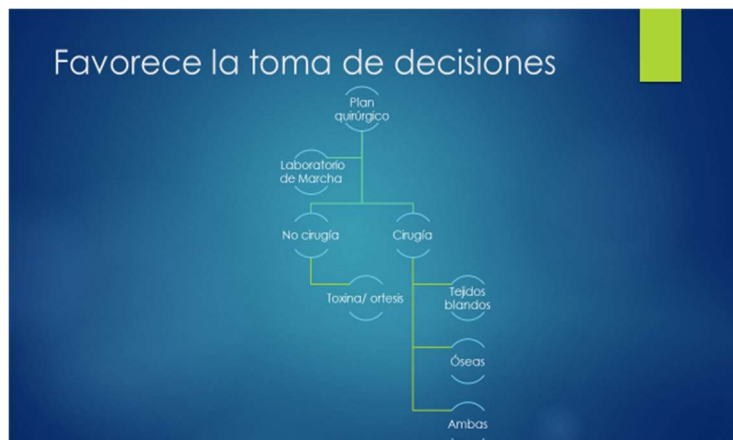 Favorece la toma de decisiones
Plan
quirúrgico
Laboratorio
de Marcha
No cirugía
Cirugía
Toxina/ ortesis
Tejidos
blandos
Óseas
Ambas